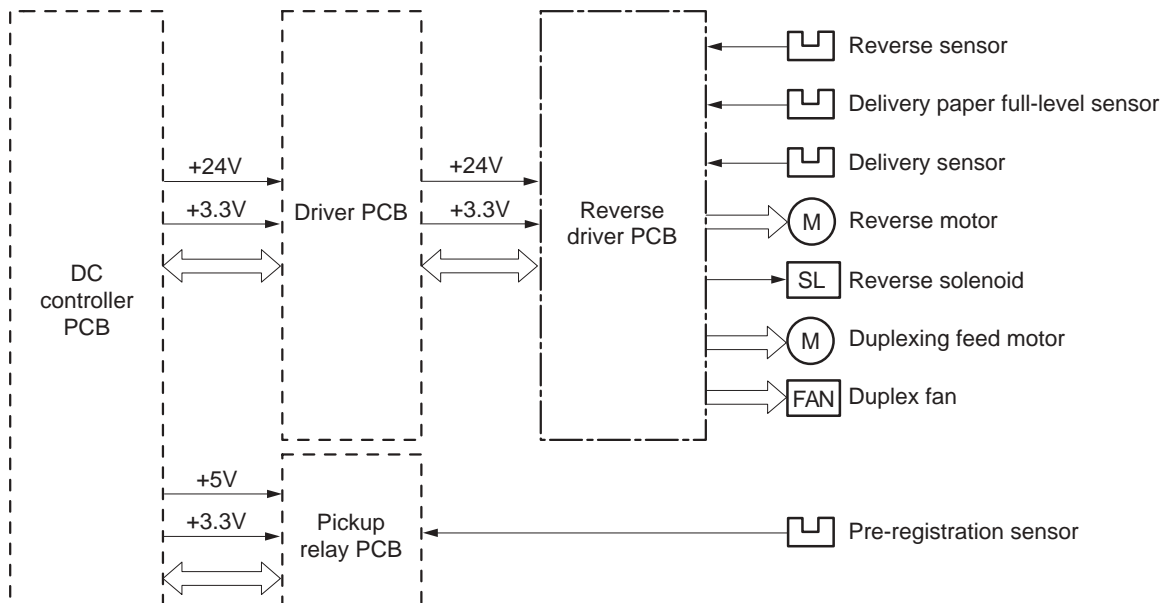 Reverse sensor
Delivery paper full-level sensor
Delivery sensor
+24V
+24V
+3.3V
+3.3V
Driver PCB
Reverse
driver PCB
M
Reverse motor
DC
controller
PCB
SL
Reverse solenoid
M
Duplexing feed motor
FAN
Duplex fan
+5V
+3.3V
Pickup
relay PCB
Pre-registration sensor